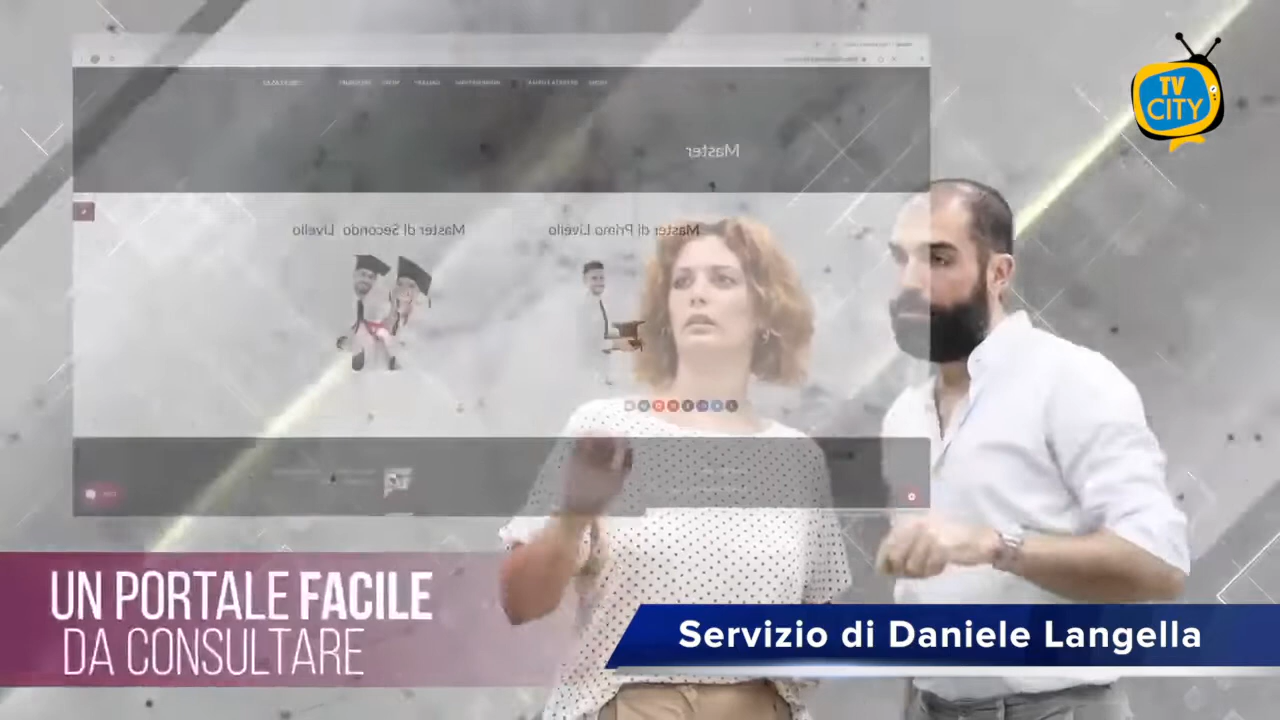 TV
CITY
Master
Master di Secondo Livello
Master di Primo Livello
UN PORTALE FACILE
DA CONSULTARE
Servizio di Daniele Langella